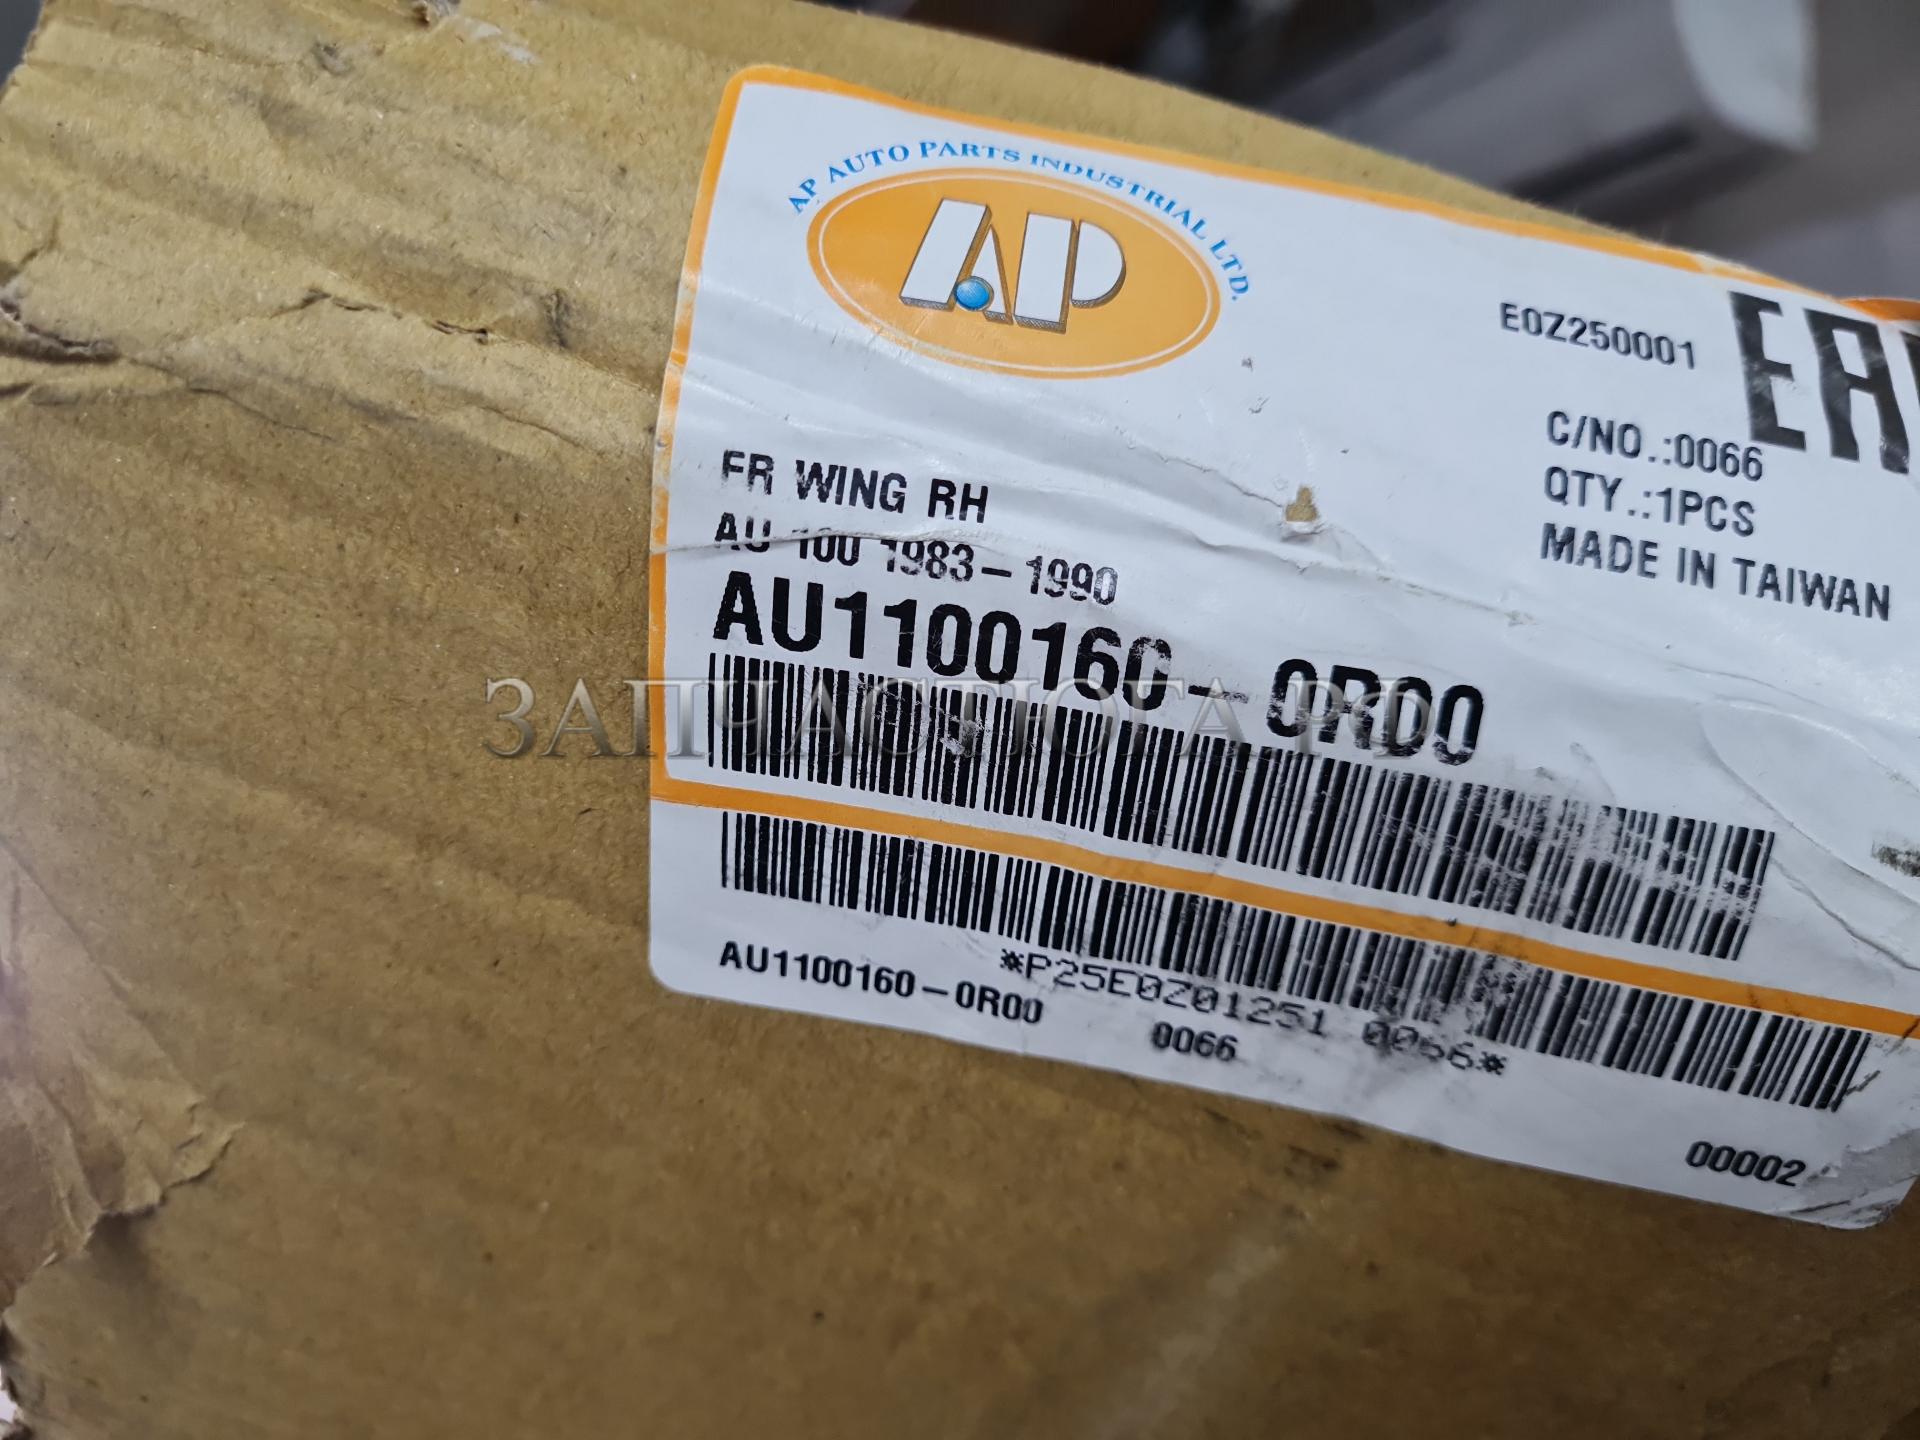 AP AUTO PARTS INDUSTRIAL LTD.
AP
E0Z250001
C/NO.:0066
QTY.:1PCS
MADE IN TAIWAN
FR WING RH
AU 100 1983-1990
AU1100160-0R00
ЗАПЧАСТЮГА.РФ
*P25E0Z01251 0066*
AU1100160-0R00
0066
00002